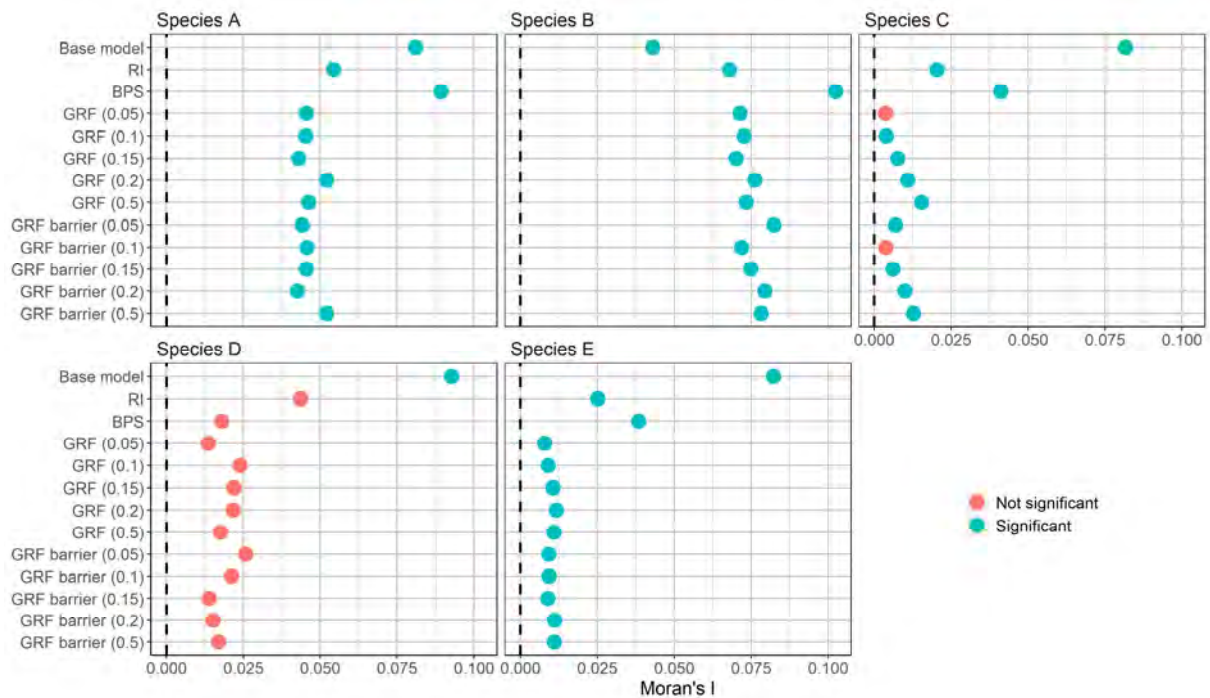 Species A
Species B
Species C
Base model
RI
BPS
GRF (0.05)
GRF (0.1)
GRF (0.15)
GRF (0.2)
GRF (0.5)
GRF barrier (0.05)
GRF barrier (0.1)
GRF barrier (0.15)
GRF barrier (0.2)
GRF barrier (0.5)
0.000 0.025 0.050 0.075 0.100
Species D
Species E
Base model
RI
BPS
GRF (0.05)
GRF (0.1)
GRF (0.15)
GRF (0.2)
GRF (0.5)
GRF barrier (0.05)
GRF barrier (0.1)
GRF barrier (0.15)
GRF barrier (0.2)
GRF barrier (0.5)
Not significant
Significant
0.000 0.025 0.050 0.075 0.100
0.000 0.025 0.050 0.075 0.100
Moran's I